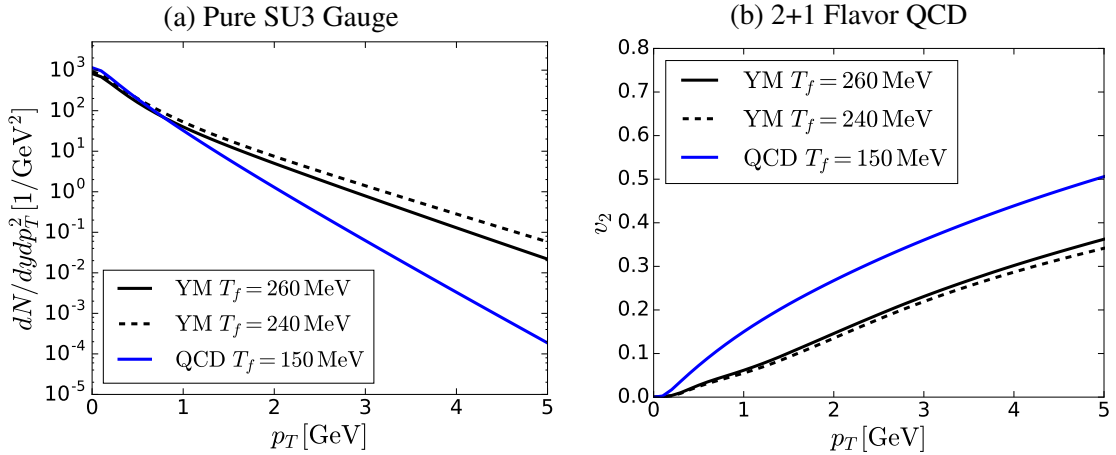 (a) Pure SU3 Gauge
dN/dydp_T^2 [1/GeV^2]
10^3
10^2
10^1
10^0
10^-1
10^-2
10^-3
10^-4
10^-5
YM T_f = 260 MeV
YM T_f = 240 MeV
QCD T_f = 150 MeV
0 1 2 3 4 5
p_T [GeV]
(b) 2+1 Flavor QCD
v_2
0.8
0.7
0.6
0.5
0.4
0.3
0.2
0.1
0.0
YM T_f = 260 MeV
YM T_f = 240 MeV
QCD T_f = 150 MeV
0 1 2 3 4 5
p_T [GeV]